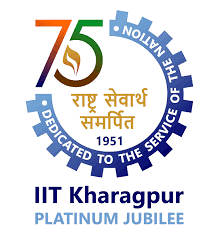 75
राष्ट्र सेवार्थ
समर्पित
1951
DEDICATED TO THE SERVICE OF THE NATION
IIT Kharagpur
PLATINUM JUBILEE